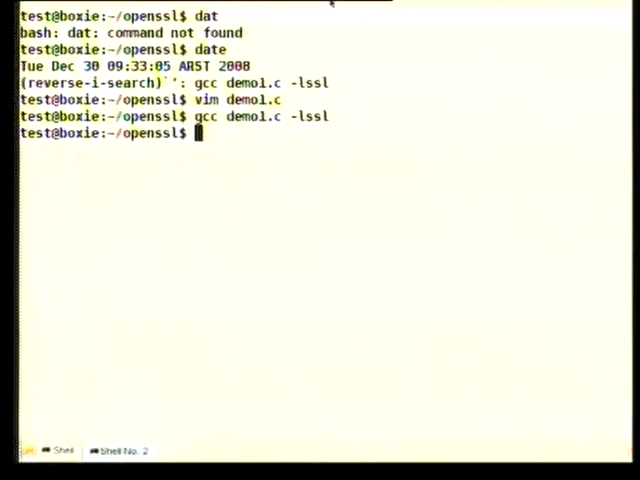 test@boxie:~/openssl$ dat
bash: dat: command not found
test@boxie:~/openssl$ date
Tue Dec 30 09:33:05 ARST 2008
(reverse-i-search)`': gcc demo1.c -lssl
test@boxie:~/openssl$ vim demo1.c
test@boxie:~/openssl$ gcc demo1.c -lssl
test@boxie:~/openssl$
Shell
Shell No. 2